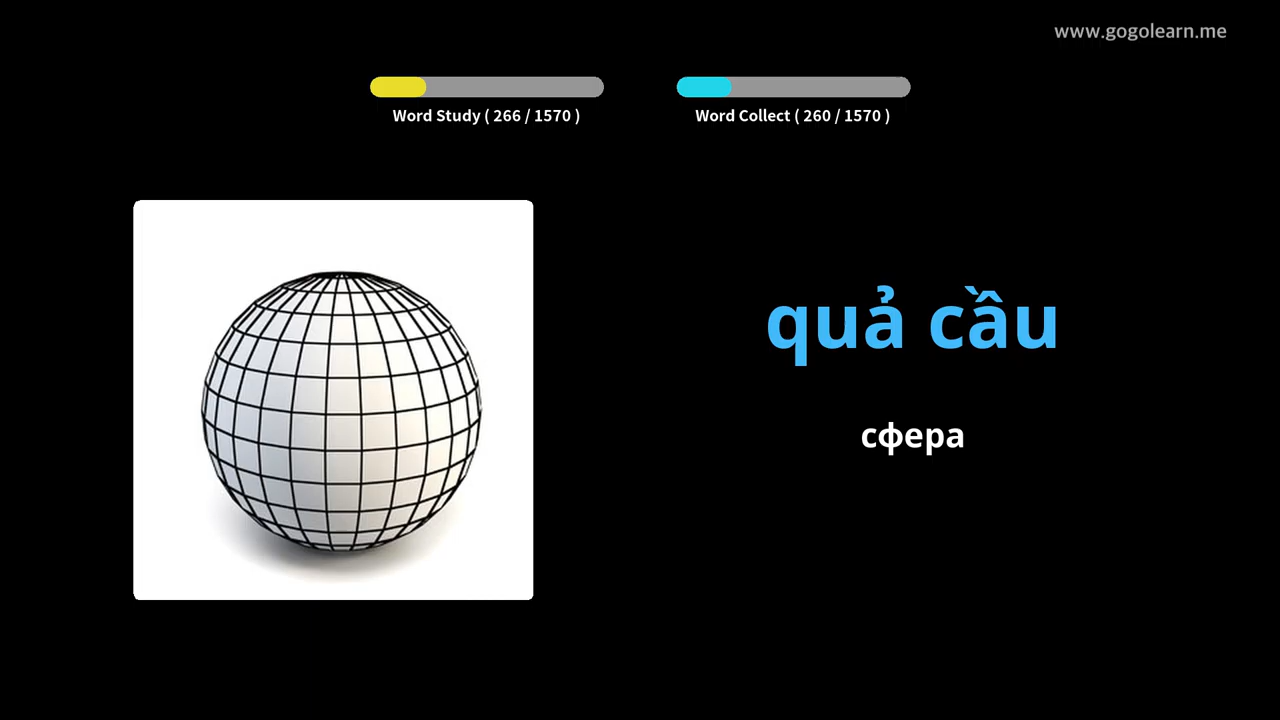 www.gogolearn.me
Word Study ( 266 / 1570 )
Word Collect ( 260 / 1570 )
quả cầu
сфера